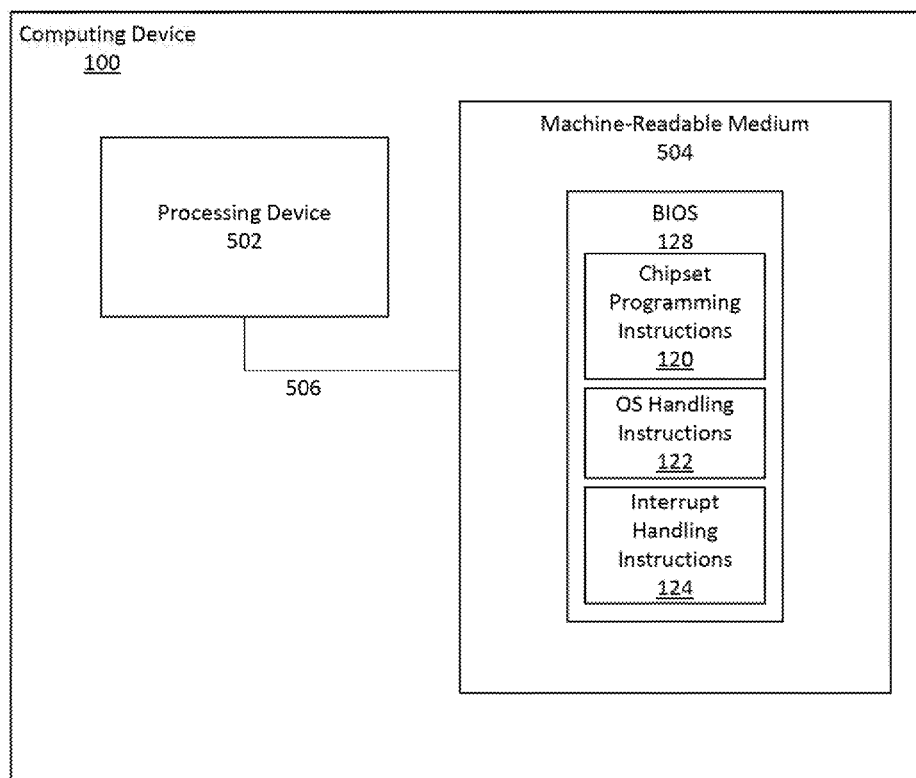 Computing Device
100
Machine-Readable Medium
504
Processing Device
502
BIOS
128
Chipset
Programming
Instructions
120
506
OS Handling
Instructions
122
Interrupt
Handling
Instructions
124